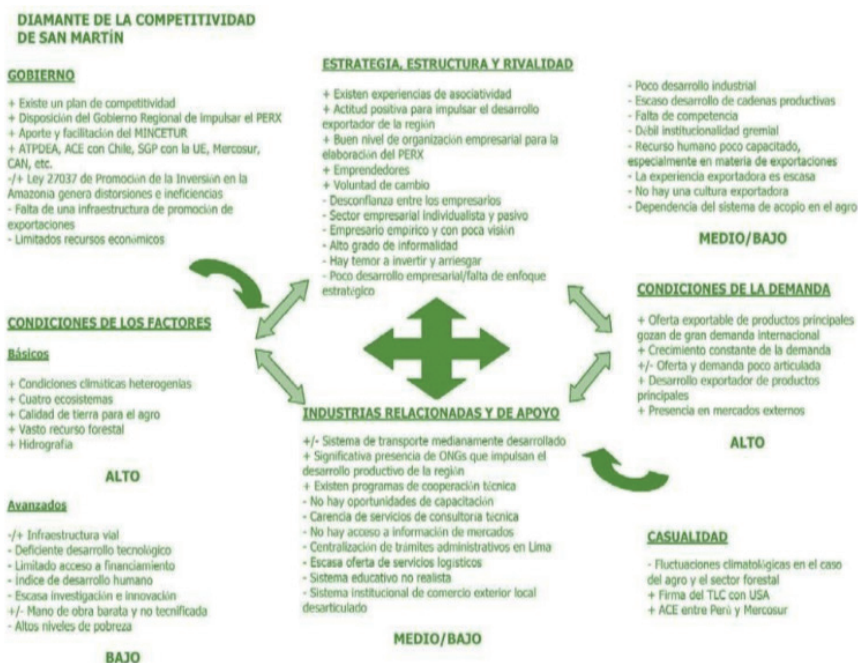 DIAMANTE DE LA COMPETITIVIDAD
DE SAN MARTÍN
GOBIERNO
+ Existe un plan de competitividad
+ Disposición del Gobierno Regional de impulsar el PERX
+ Aporte y facilitación del MINCETUR
+ ATPDEA, ACE con Chile, SGP con la UE, Mercosur,
CAN, etc.
-/+ Ley 27037 de Promoción de la Inversión en la
Amazonía genera distorsiones e ineficiencias
- Falta de una infraestructura de promoción de
exportaciones
- Limitados recursos económicos
ESTRATEGIA, ESTRUCTURA Y RIVALIDAD
+ Existen experiencias de asociatividad
+ Actitud positiva para impulsar el desarrollo
exportador de la región
+ Buen nivel de organización empresarial para la
elaboración del PERX
+ Emprendedores
+ Voluntad de cambio
- Desconfianza entre los empresarios
- Sector empresarial individualista y pasivo
- Empresario empírico y con poca visión
- Alto grado de informalidad
- Hay temor a invertir y arriesgar
- Poco desarrollo empresarial/falta de enfoque
estratégico
- Poco desarrollo industrial
- Escaso desarrollo de cadenas productivas
- Falta de competencia
- Débil institucionalidad gremial
- Recurso humano poco capacitado,
especialmente en materia de exportaciones
- La experiencia exportadora es escasa
- No hay una cultura exportadora
- Dependencia del sistema de acopio en el agro
MEDIO/BAJO
CONDICIONES DE LOS FACTORES
Básicos
+ Condiciones climáticas heterogenías
+ Cuatro ecosistemas
+ Calidad de tierra para el agro
+ Vasto recurso forestal
+ Hidrografía
ALTO
Avanzados
-/+ Infraestructura vial
- Deficiente desarrollo tecnológico
- Limitado acceso a financiamiento
- Índice de desarrollo humano
- Escasa investigación e innovación
+/- Mano de obra barata y no tecnificada
- Altos niveles de pobreza
BAJO
INDUSTRIAS RELACIONADAS Y DE APOYO
+/- Sistema de transporte medianamente desarrollado
+ Significativa presencia de ONGs que impulsan el
desarrollo productivo de la región
+ Existen programas de cooperación técnica
- No hay oportunidades de capacitación
- Carencia de servicios de consultoría técnica
- No hay acceso a información de mercados
- Centralización de trámites administrativos en Lima
- Escasa oferta de servicios logísticos
- Sistema educativo no realista
- Sistema institucional de comercio exterior local
desarticulado
MEDIO/BAJO
CONDICIONES DE LA DEMANDA
+ Oferta exportable de productos principales
gozan de gran demanda internacional
+ Crecimiento constante de la demanda
+/- Oferta y demanda poco articulada
+ Desarrollo exportador de productos
principales
+ Presencia en mercados externos
ALTO
CASUALIDAD
- Fluctuaciones climatológicas en el caso
del agro y el sector forestal
+ Firma del TLC con USA
+ ACE entre Perú y Mercosur